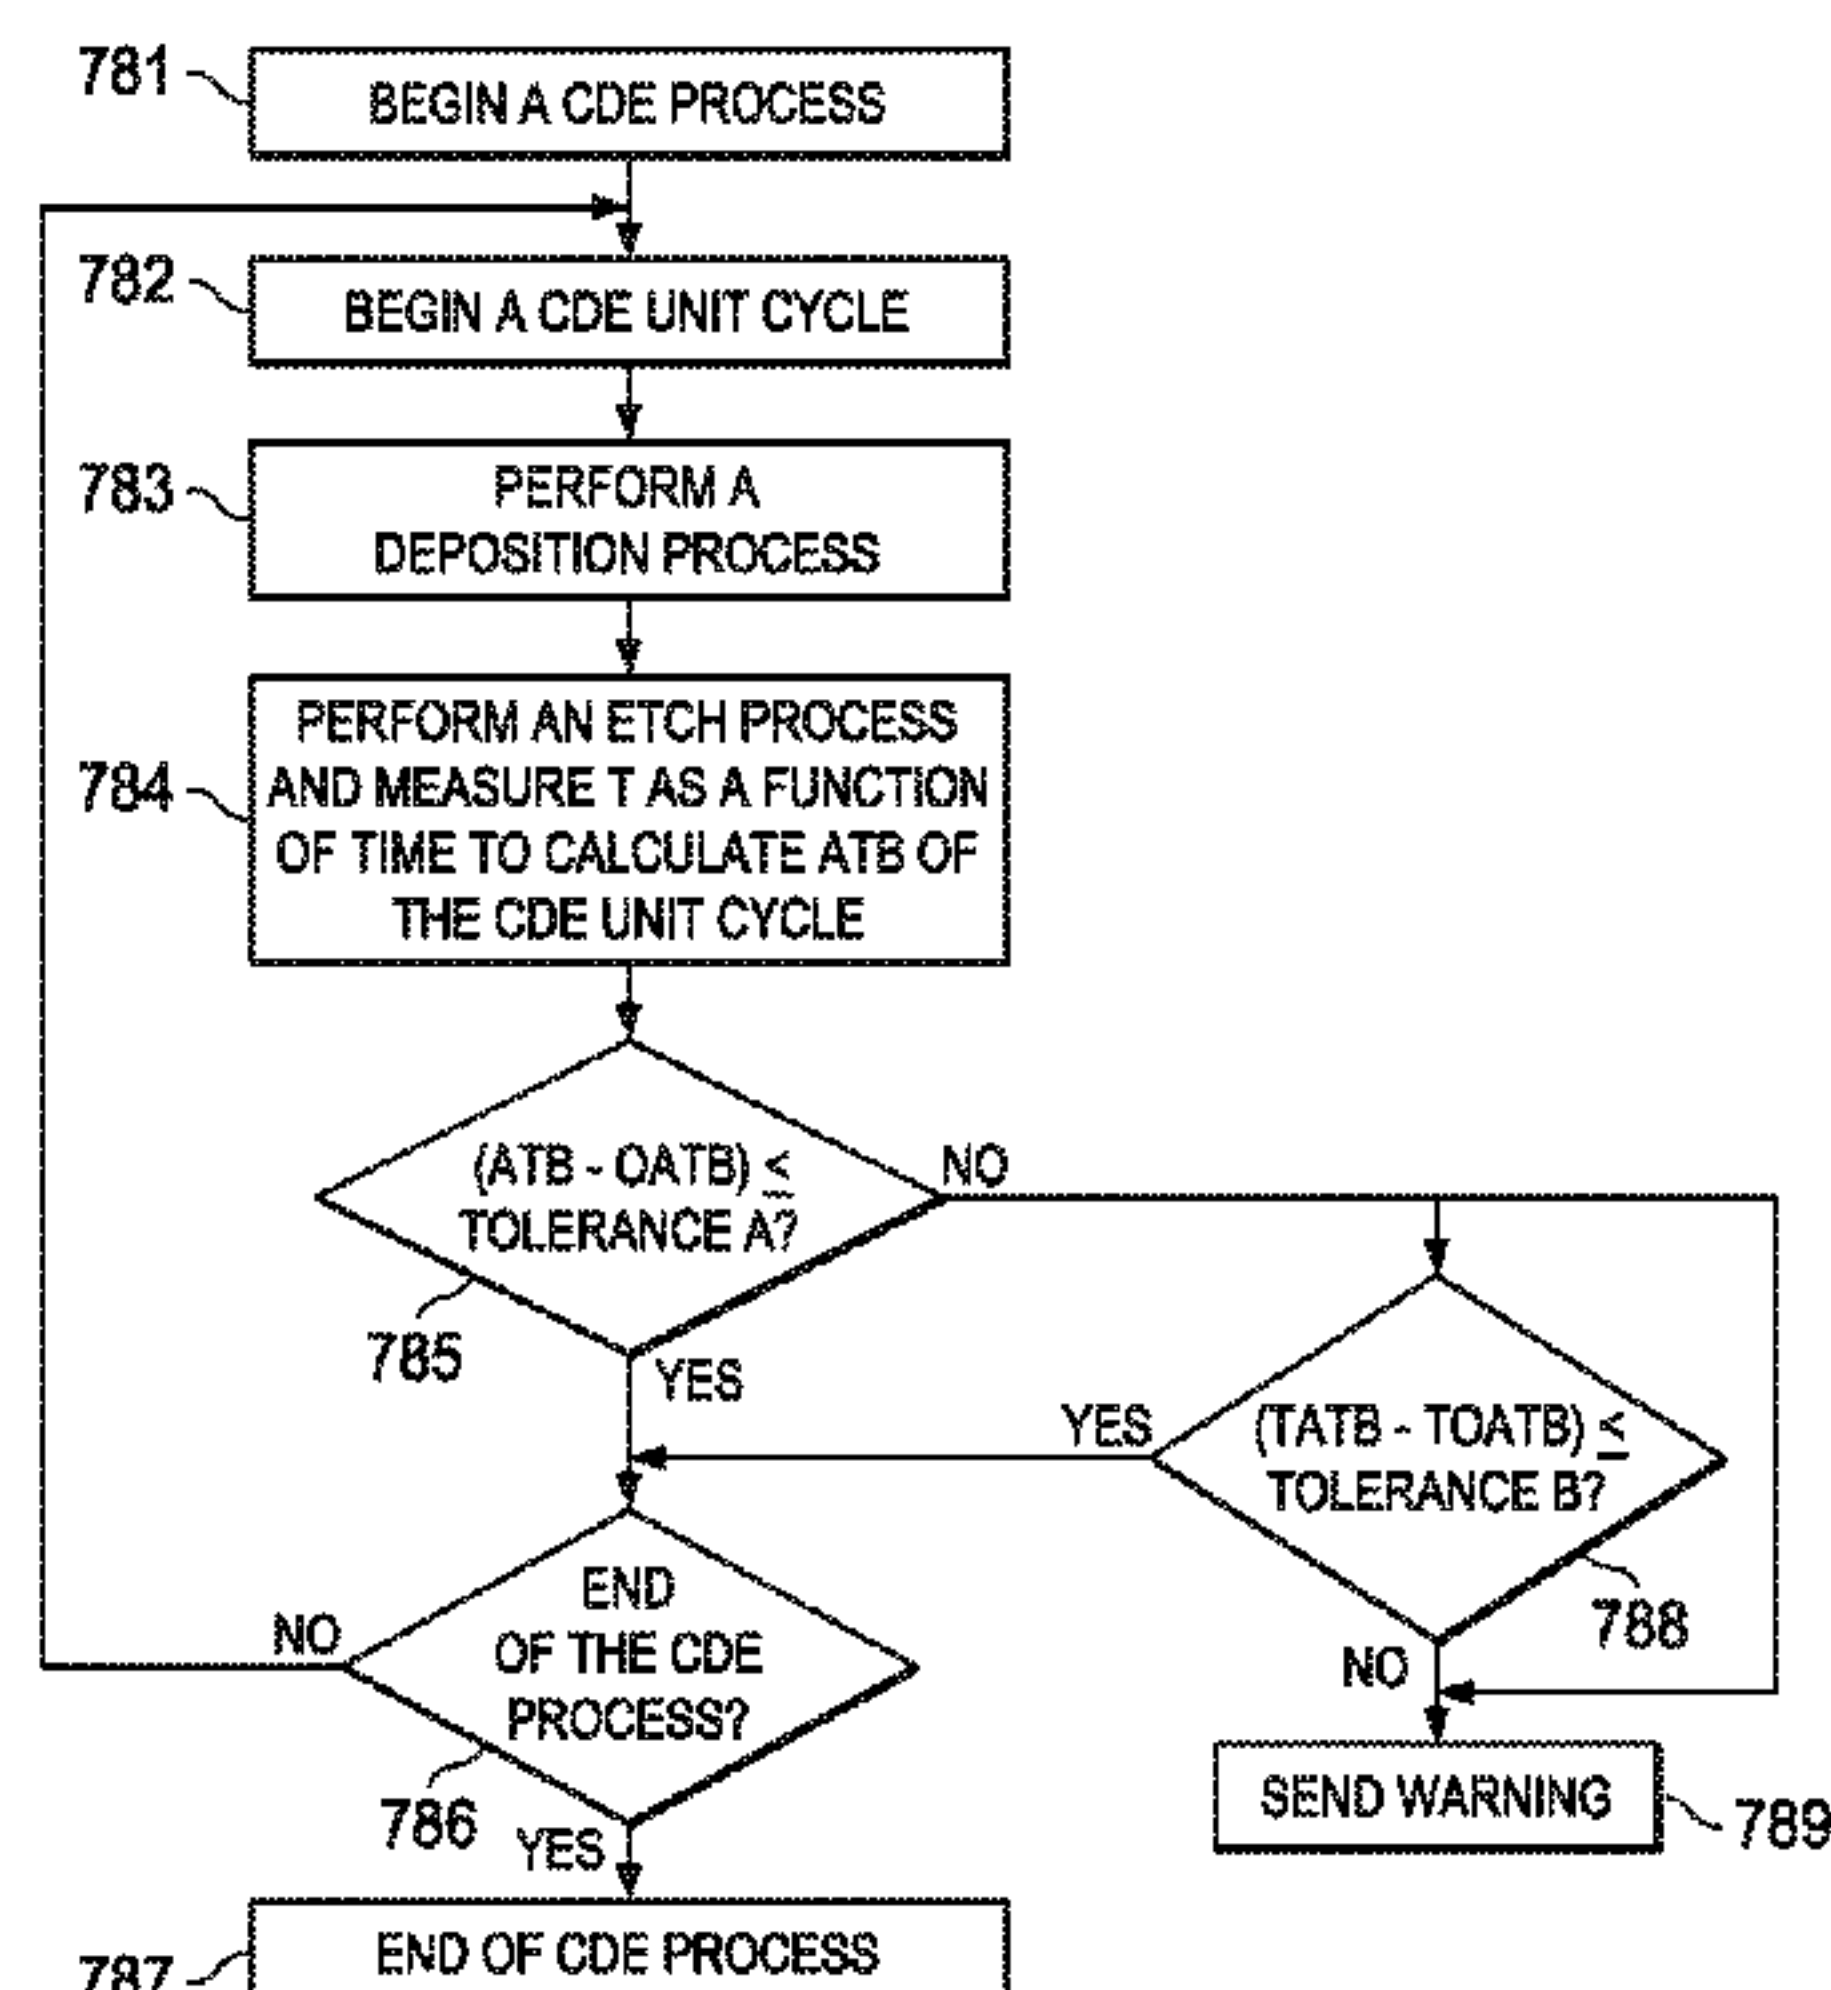 781
BEGIN A CDE PROCESS
782
BEGIN A CDE UNIT CYCLE
783
PERFORM A
DEPOSITION PROCESS
784
PERFORM AN ETCH PROCESS
AND MEASURE T AS A FUNCTION
OF TIME TO CALCULATE ATB OF
THE CDE UNIT CYCLE
(ATB - OATB) ≤
TOLERANCE A?
NO
785
YES
YES
(TATB - TOATB) ≤
TOLERANCE B?
788
NO
END
OF THE CDE
PROCESS?
NO
786
YES
SEND WARNING
789
787
END OF CDE PROCESS